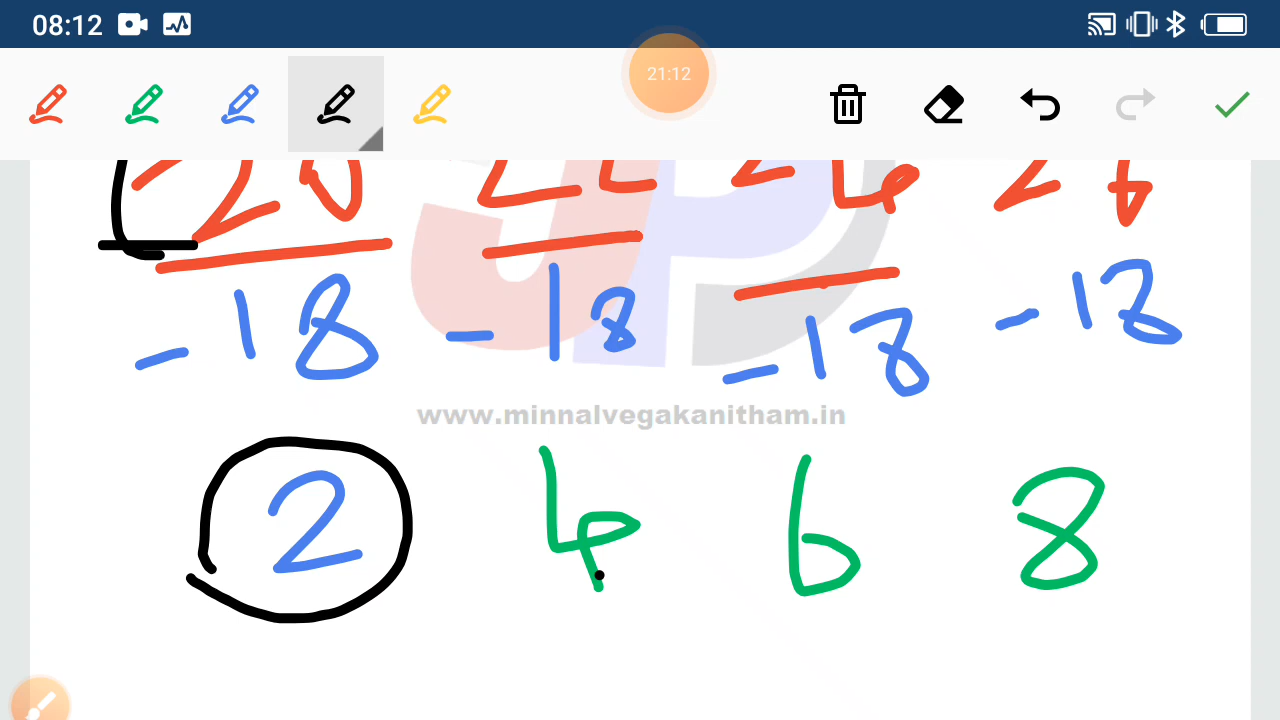 08:12
21:12
20 22 24 26
- 18 - 18 - 18 - 18
www.minnalvegakanitham.in
2 4 6 8